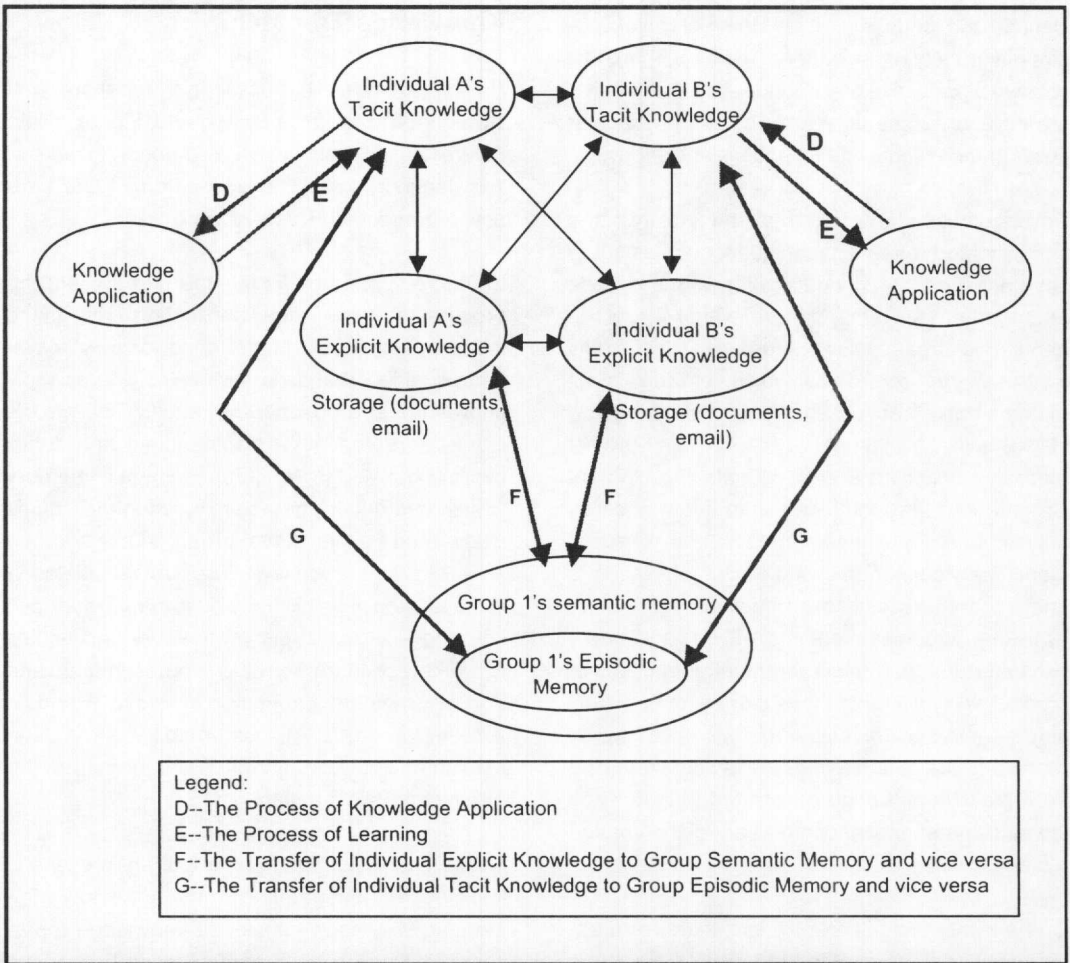 Individual A's
Tacit Knowledge
Individual B's
Tacit Knowledge
D
E
D
E
Knowledge
Application
Knowledge
Application
Individual A's
Explicit Knowledge
Individual B's
Explicit Knowledge
Storage (documents,
email)
Storage (documents,
email)
F
F
G
G
Group 1's semantic memory
Group 1's Episodic
Memory
Legend:
D--The Process of Knowledge Application
E--The Process of Learning
F--The Transfer of Individual Explicit Knowledge to Group Semantic Memory and vice versa
G--The Transfer of Individual Tacit Knowledge to Group Episodic Memory and vice versa